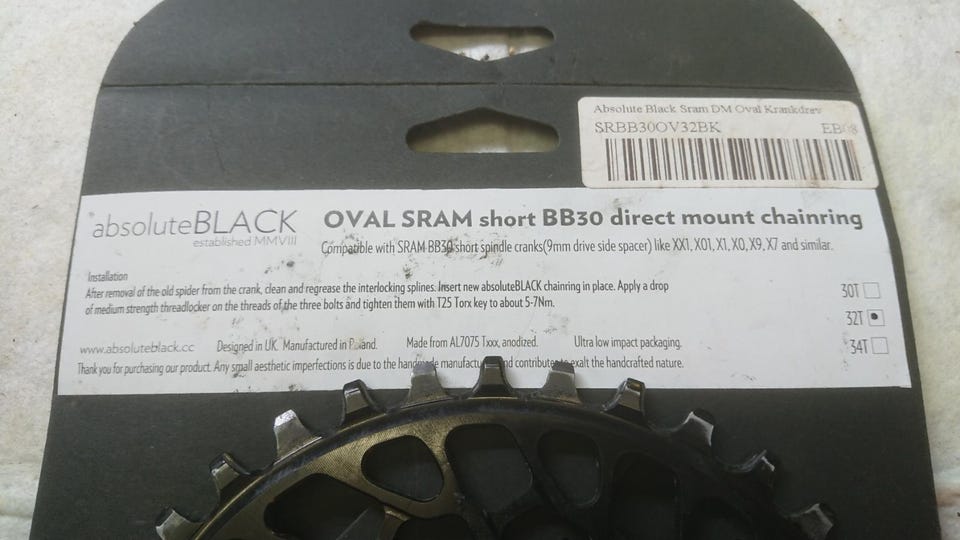 Absolute Black Sram DM Oval Krankdrev
SRBB30OV32BK EB08
absoluteBLACK
established MMVIII
OVAL SRAM short BB30 direct mount chainring
Compatible with SRAM BB30 short spindle cranks(9mm drive side spacer) like XX1, X01, X1, X0, X9, X7 and similar.
Installation
After removal of the old spider from the crank, clean and regrease the interlocking splines. Insert new absoluteBLACK chainring in place. Apply a drop
of medium strength threadlocker on the threads of the three bolts and tighten them with T25 Torx key to about 5-7Nm.
30T
32T
34T
www.absoluteblack.cc Designed in UK. Manufactured in Poland. Made from AL7075 Txxx, anodized. Ultra low impact packaging.
Thank you for purchasing our product. Any small aesthetic imperfections is due to the handmade manufacturing and contributes exalt the handcrafted nature.